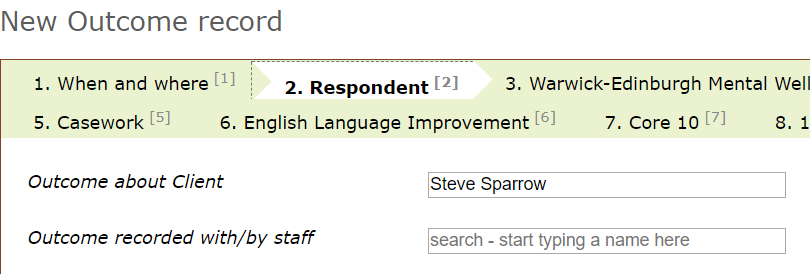 New Outcome record
1. When and where [1] 2. Respondent [2] 3. Warwick-Edinburgh Mental Well
5. Casework [5] 6. English Language Improvement [6] 7. Core 10 [7] 8. 1
Outcome about Client Steve Sparrow
Outcome recorded with/by staff search - start typing a name here